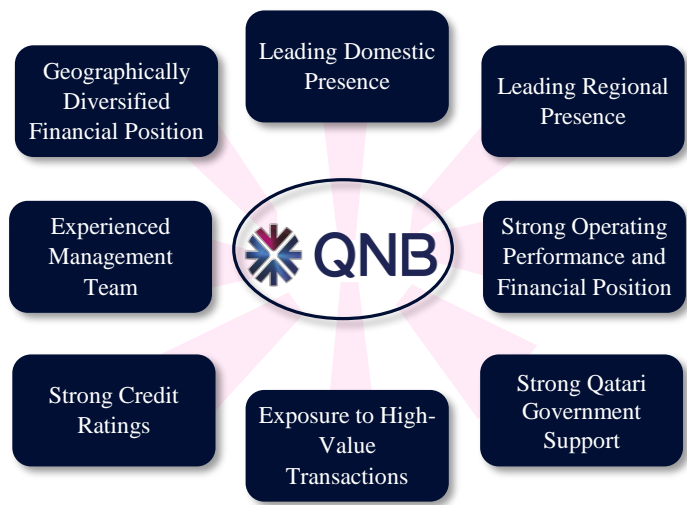 Leading Domestic
Presence
Geographically
Diversified
Financial Position
Leading Regional
Presence
Experienced
Management
Team
QNB
Strong Operating
Performance and
Financial Position
Strong Credit
Ratings
Exposure to High-
Value
Transactions
Strong Qatari
Government
Support